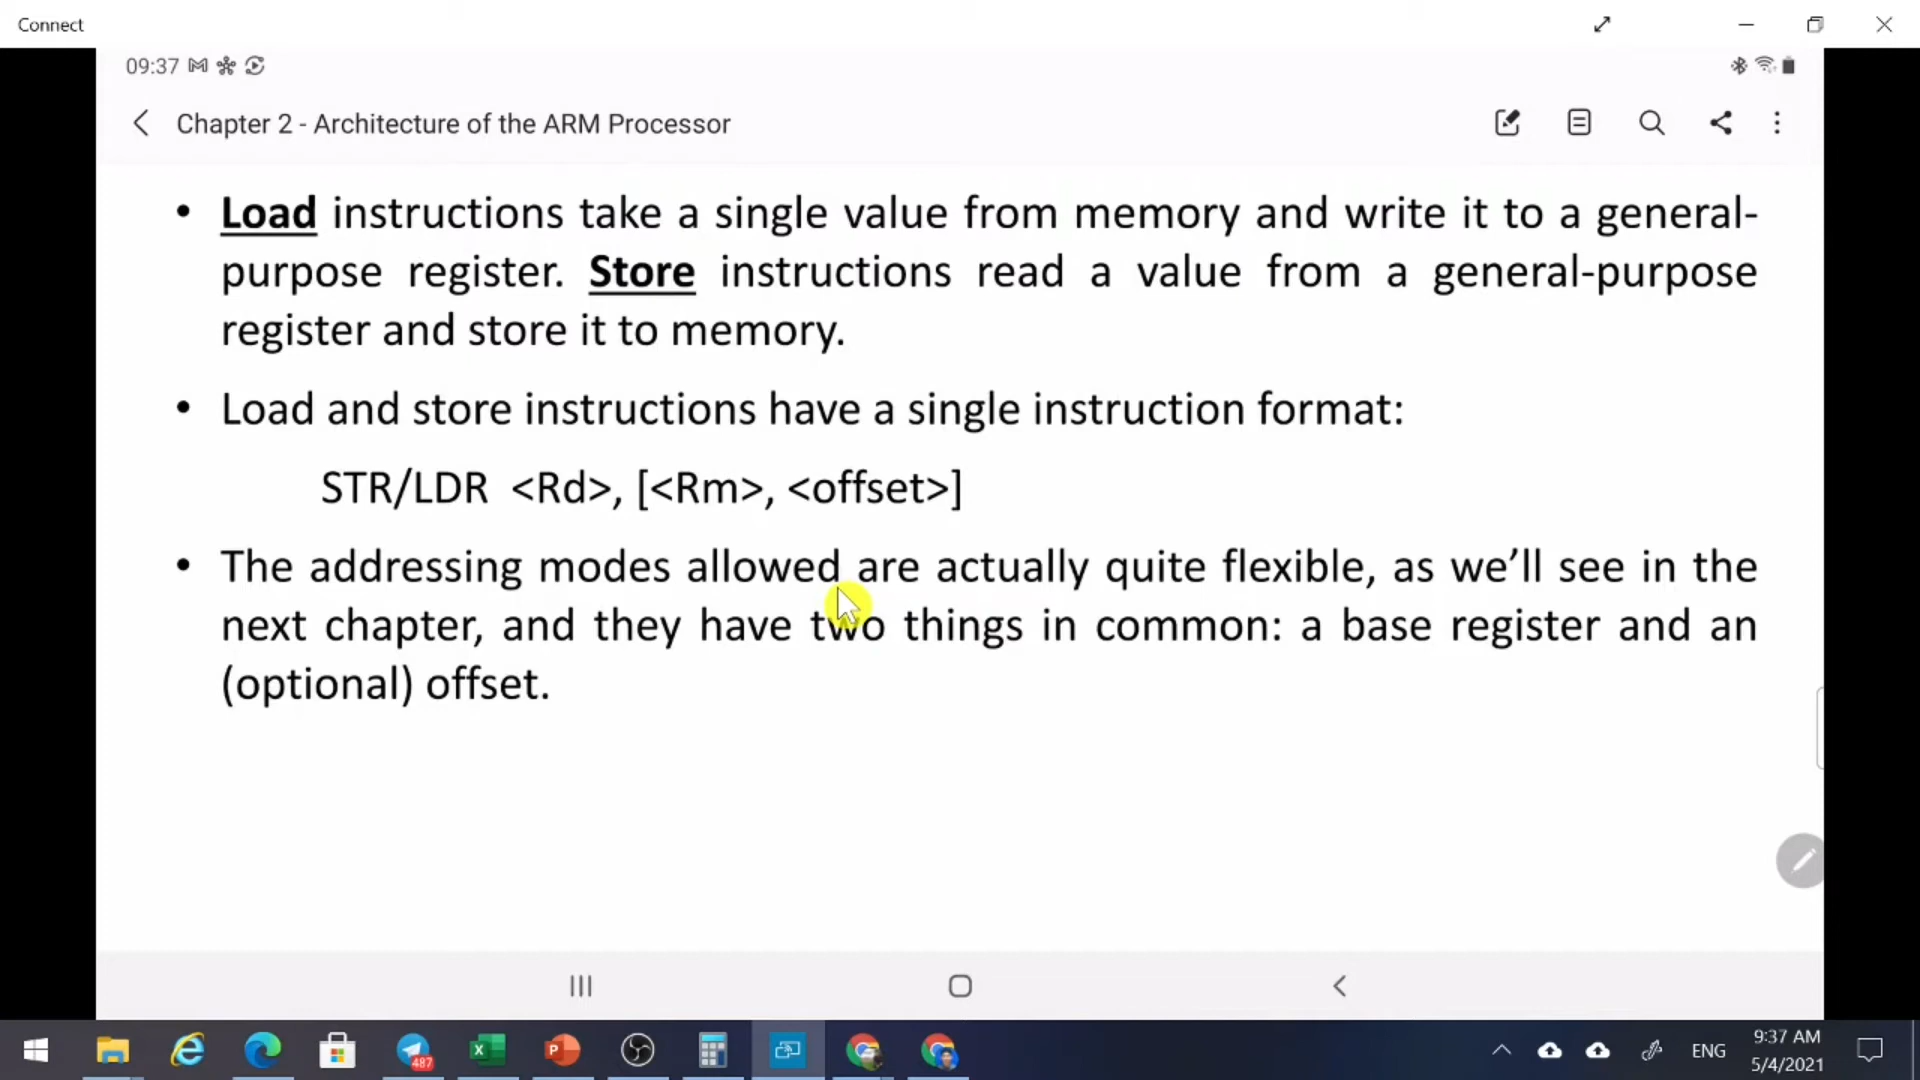 Connect
09:37
Chapter 2 - Architecture of the ARM Processor
• Load instructions take a single value from memory and write it to a general-
purpose register. Store instructions read a value from a general-purpose
register and store it to memory.
• Load and store instructions have a single instruction format:
STR/LDR <Rd>, [<Rm>, <offset>]
• The addressing modes allowed are actually quite flexible, as we’ll see in the
next chapter, and they have two things in common: a base register and an
(optional) offset.
487
ENG
9:37 AM
5/4/2021